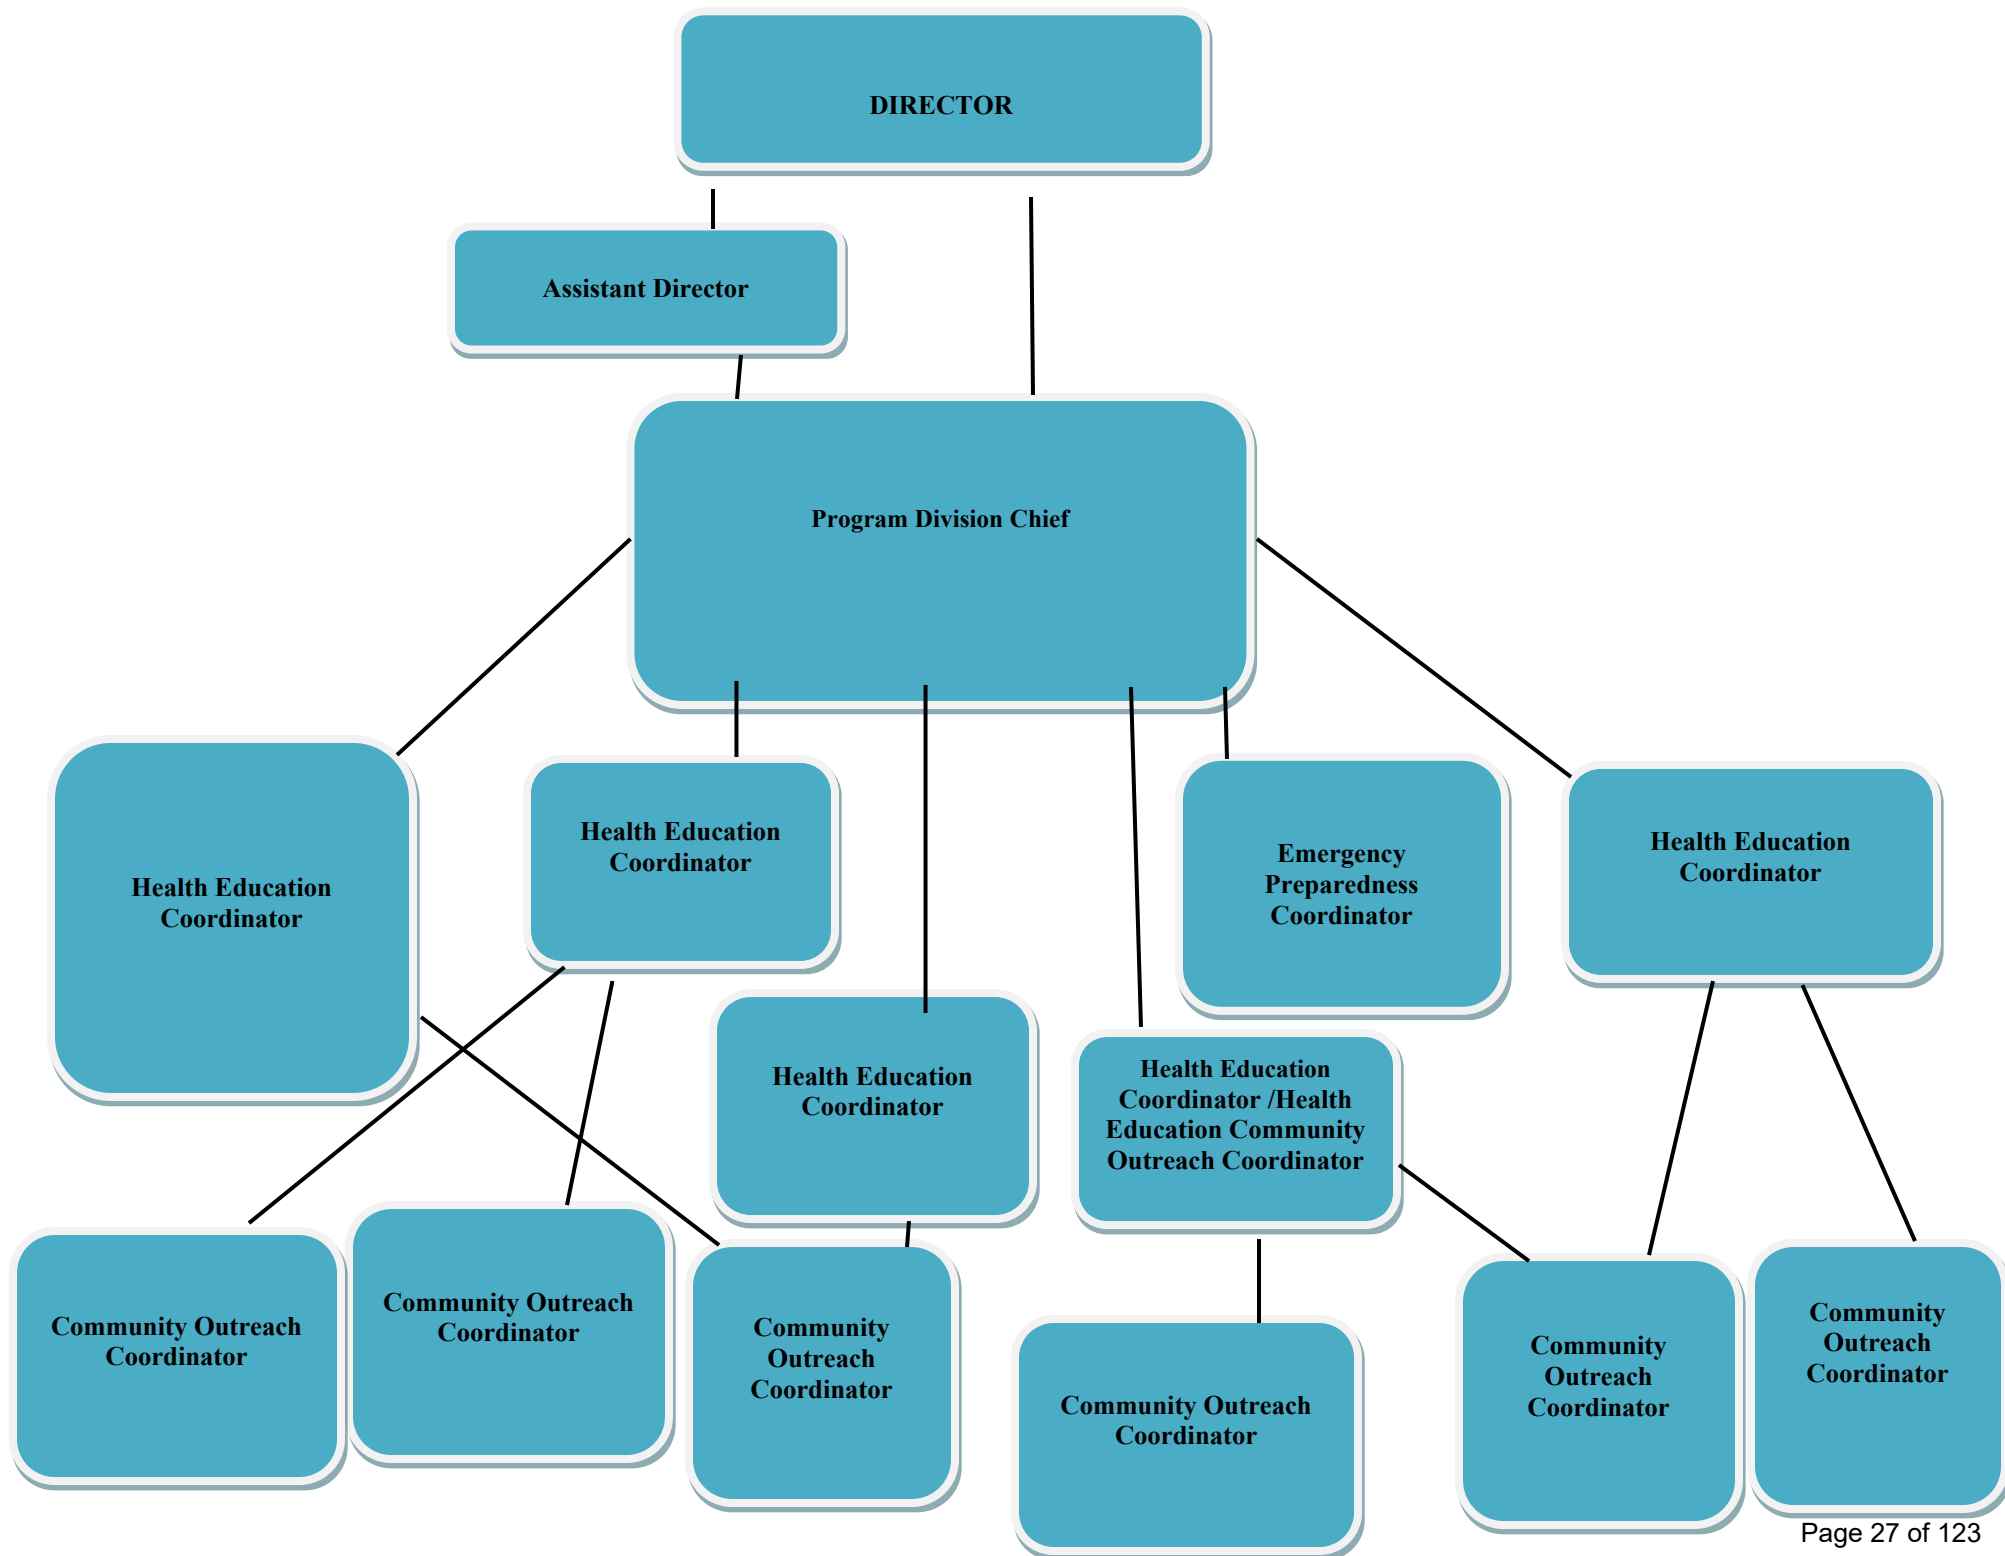 DIRECTOR
Assistant Director
Program Division Chief
Health Education
Coordinator
Health Education
Coordinator
Health Education
Coordinator
Health Education
Coordinator /Health
Education Community
Outreach Coordinator
Emergency
Preparedness
Coordinator
Health Education
Coordinator
Community Outreach
Coordinator
Community Outreach
Coordinator
Community
Outreach
Coordinator
Community Outreach
Coordinator
Community
Outreach
Coordinator
Community
Outreach
Coordinator
Page 27 of 123